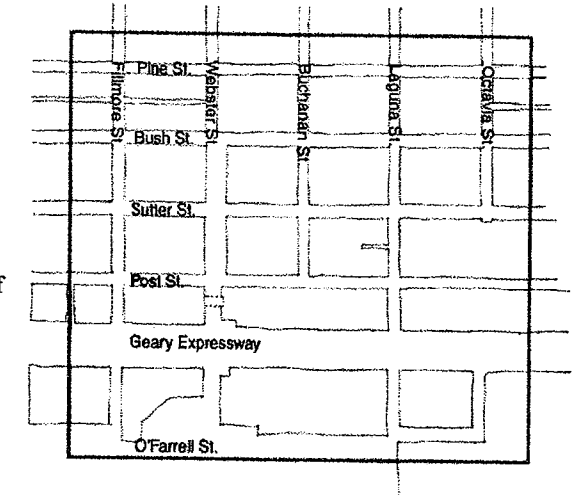 Pine St.
Fillmore St.
Webster St.
Buchanan St
Laguna St.
Octavia St.
Bush St.
Sutter St.
Post St.
f
Geary Expressway
O'Farrell St.